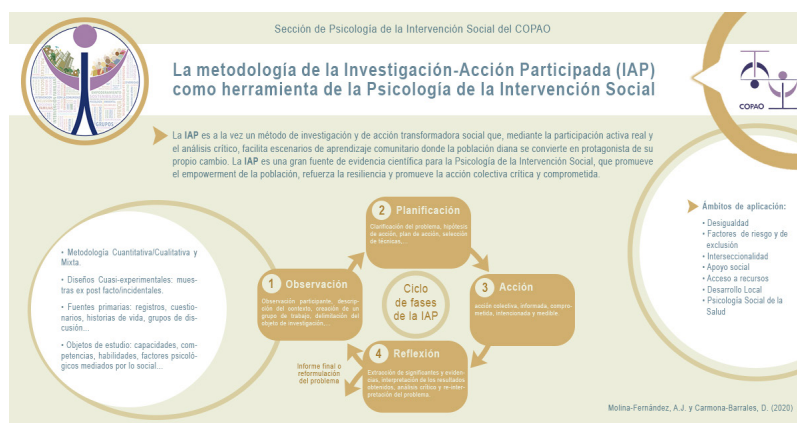 Sección de Psicología de la Intervención Social del COPAO
La metodología de la Investigación-Acción Participada (IAP)
como herramienta de la Psicología de la Intervención Social
COPAO
La IAP es a la vez un método de investigación y de acción transformadora social que, mediante la participación activa real y
el análisis crítico, facilita escenarios de aprendizaje comunitario donde la población diana se convierte en protagonista de su
propio cambio. La IAP es una gran fuente de evidencia científica para la Psicología de la Intervención Social, que promueve
el empowerment de la población, refuerza la resiliencia y promueve la acción colectiva crítica y comprometida.
• Metodología Cuantitativa/Cualitativa y
Mixta.
• Diseños Cuasi-experimentales: mues-
tras ex post facto/incidentales.
• Fuentes primarias: registros, cuestio-
narios, historias de vida, grupos de dis-
cusión...
• Objetos de estudio: capacidades, com-
petencias, habilidades, factores psicoló-
gicos mediados por lo social...
1 Observación
Observación participante, descrip-
ción del contexto, creación de un
grupo de trabajo, delimitación del
objeto de investigación,...
2 Planificación
Clarificación del problema, hipótesis
de acción, plan de acción, selección
de técnicas...
Ciclo
de fases
de la IAP
3 Acción
acción colectiva, informada, compro-
metida, intencionada y medible
4 Reflexión
Extracción de significantes y eviden-
cias, interpretación de los resultados
obtenidos, análisis crítico y re-inter-
pretación del problema.
Informe final o
reformulación
del problema
Ámbitos de aplicación:
• Desigualdad
• Factores de riesgo y de
exclusión
• Interseccionalidad
• Apoyo social
• Acceso a recursos
• Desarrollo Local
• Psicología Social de la
Salud
Molina-Fernández, A.J. y Carmona-Barrales, D. (2020)